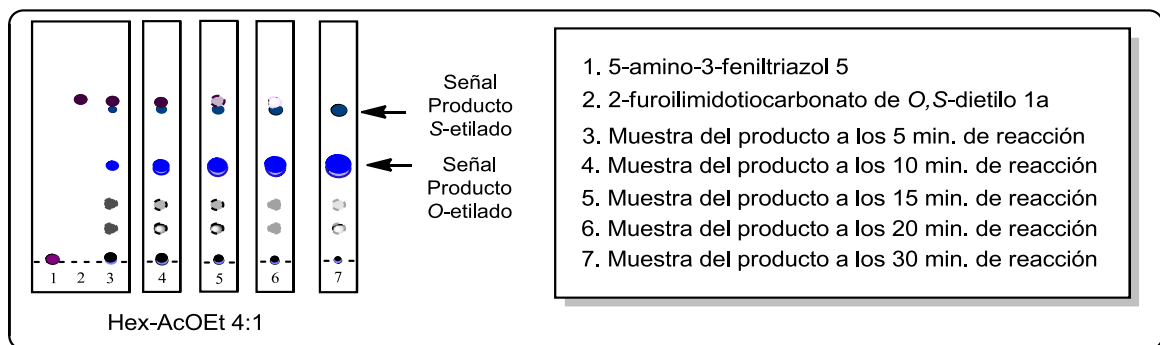 Señal
Producto
S-etilado
Señal
Producto
O-etilado
1 2 3 4 5 6 7
Hex-AcOEt 4:1
1. 5-amino-3-feniltriazol 5
2. 2-furoilimidotiocarbonato de O,S-dietilo 1a
3. Muestra del producto a los 5 min. de reacción
4. Muestra del producto a los 10 min. de reacción
5. Muestra del producto a los 15 min. de reacción
6. Muestra del producto a los 20 min. de reacción
7. Muestra del producto a los 30 min. de reacción